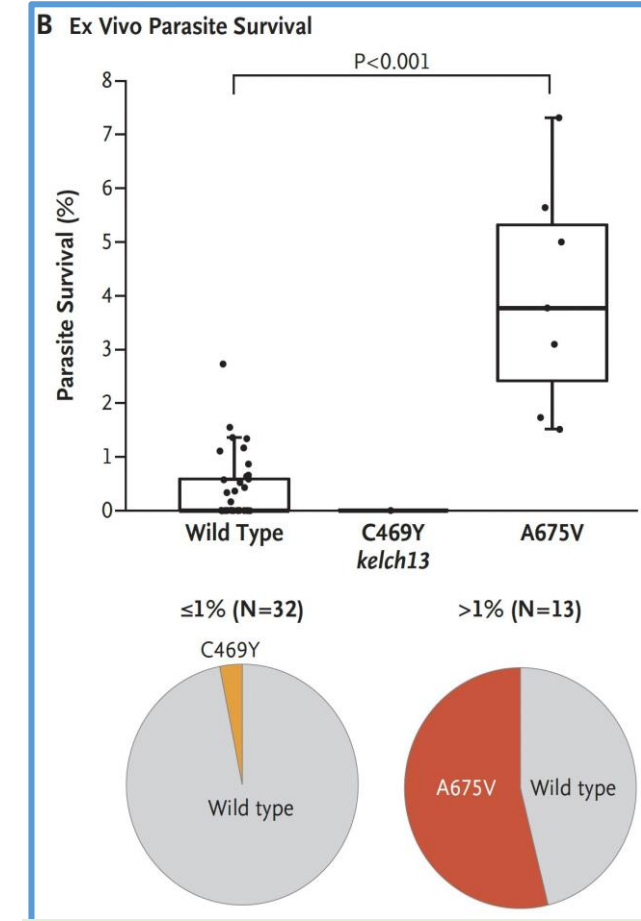 B Ex Vivo Parasite Survival
P<0.001
8
7
6
5
4
3
2
1
0
Parasite Survival (%)
Wild Type
C469Y
A675V
kelch13
≤1% (N=32)
>1% (N=13)
C469Y
Wild type
A675V
Wild type